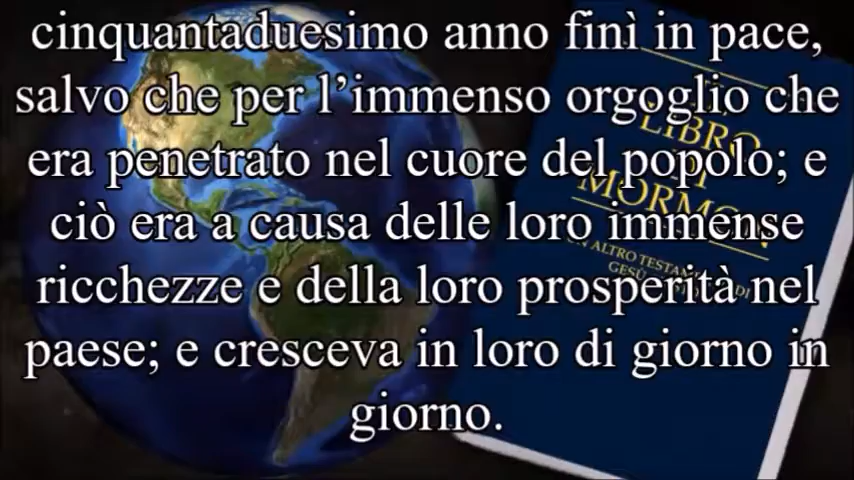 cinquantaduesimo anno finì in pace,
salvo che per l’immenso orgoglio che
era penetrato nel cuore del popolo; e
ciò era a causa delle loro immense
ricchezze e della loro prosperità nel
paese; e cresceva in loro di giorno in
giorno.
LIBRO
DI
MORMON
UN ALTRO
GESÙ